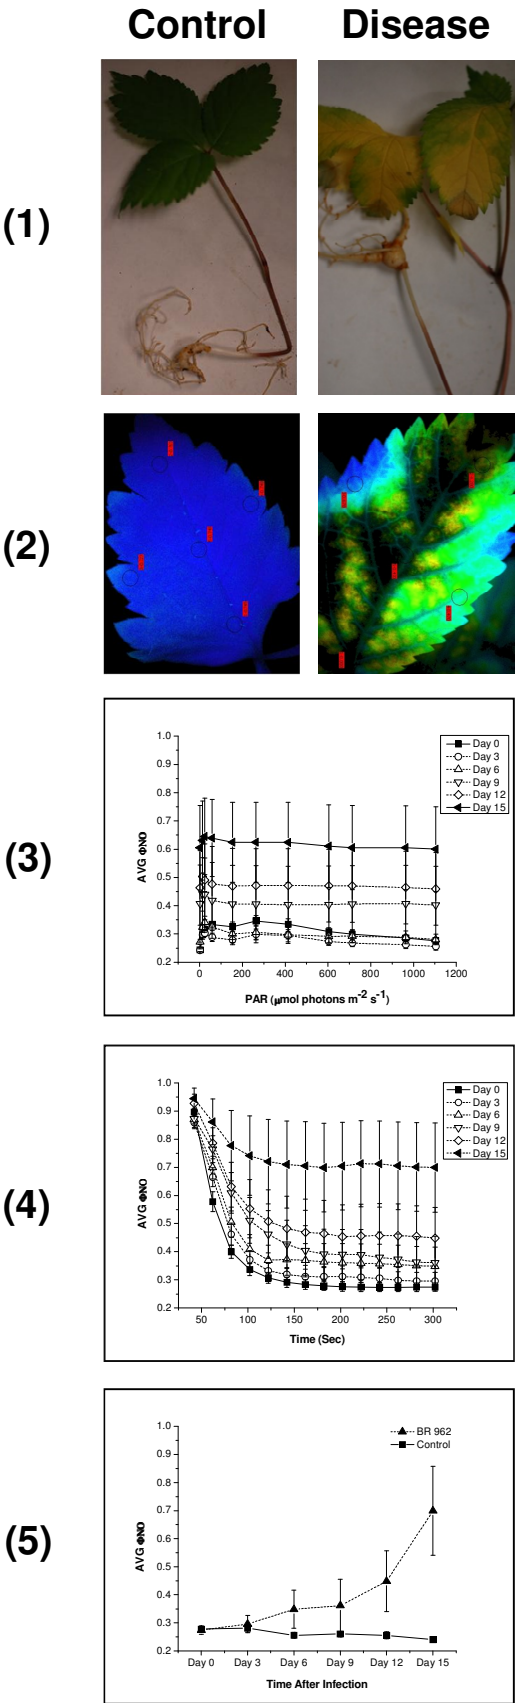 Control Disease
(1)
(2)
(3)
1.0
0.9
0.8
0.7
0.6
0.5
0.4
0.3
0.2
AVG ΦNO
0 200 400 600 800 1000 1200
PAR (μmol photons m-2 s-1)
Day 0
Day 3
Day 6
Day 9
Day 12
Day 15
(4)
1.0
0.9
0.8
0.7
0.6
0.5
0.4
0.3
0.2
AVG ΦNO
50 100 150 200 250 300
Time (Sec)
Day 0
Day 3
Day 6
Day 9
Day 12
Day 15
(5)
1.0
0.9
0.8
0.7
0.6
0.5
0.4
0.3
0.2
AVG ΦNO
BR 962
Control
Day 0 Day 3 Day 6 Day 9 Day 12 Day 15
Time After Infection